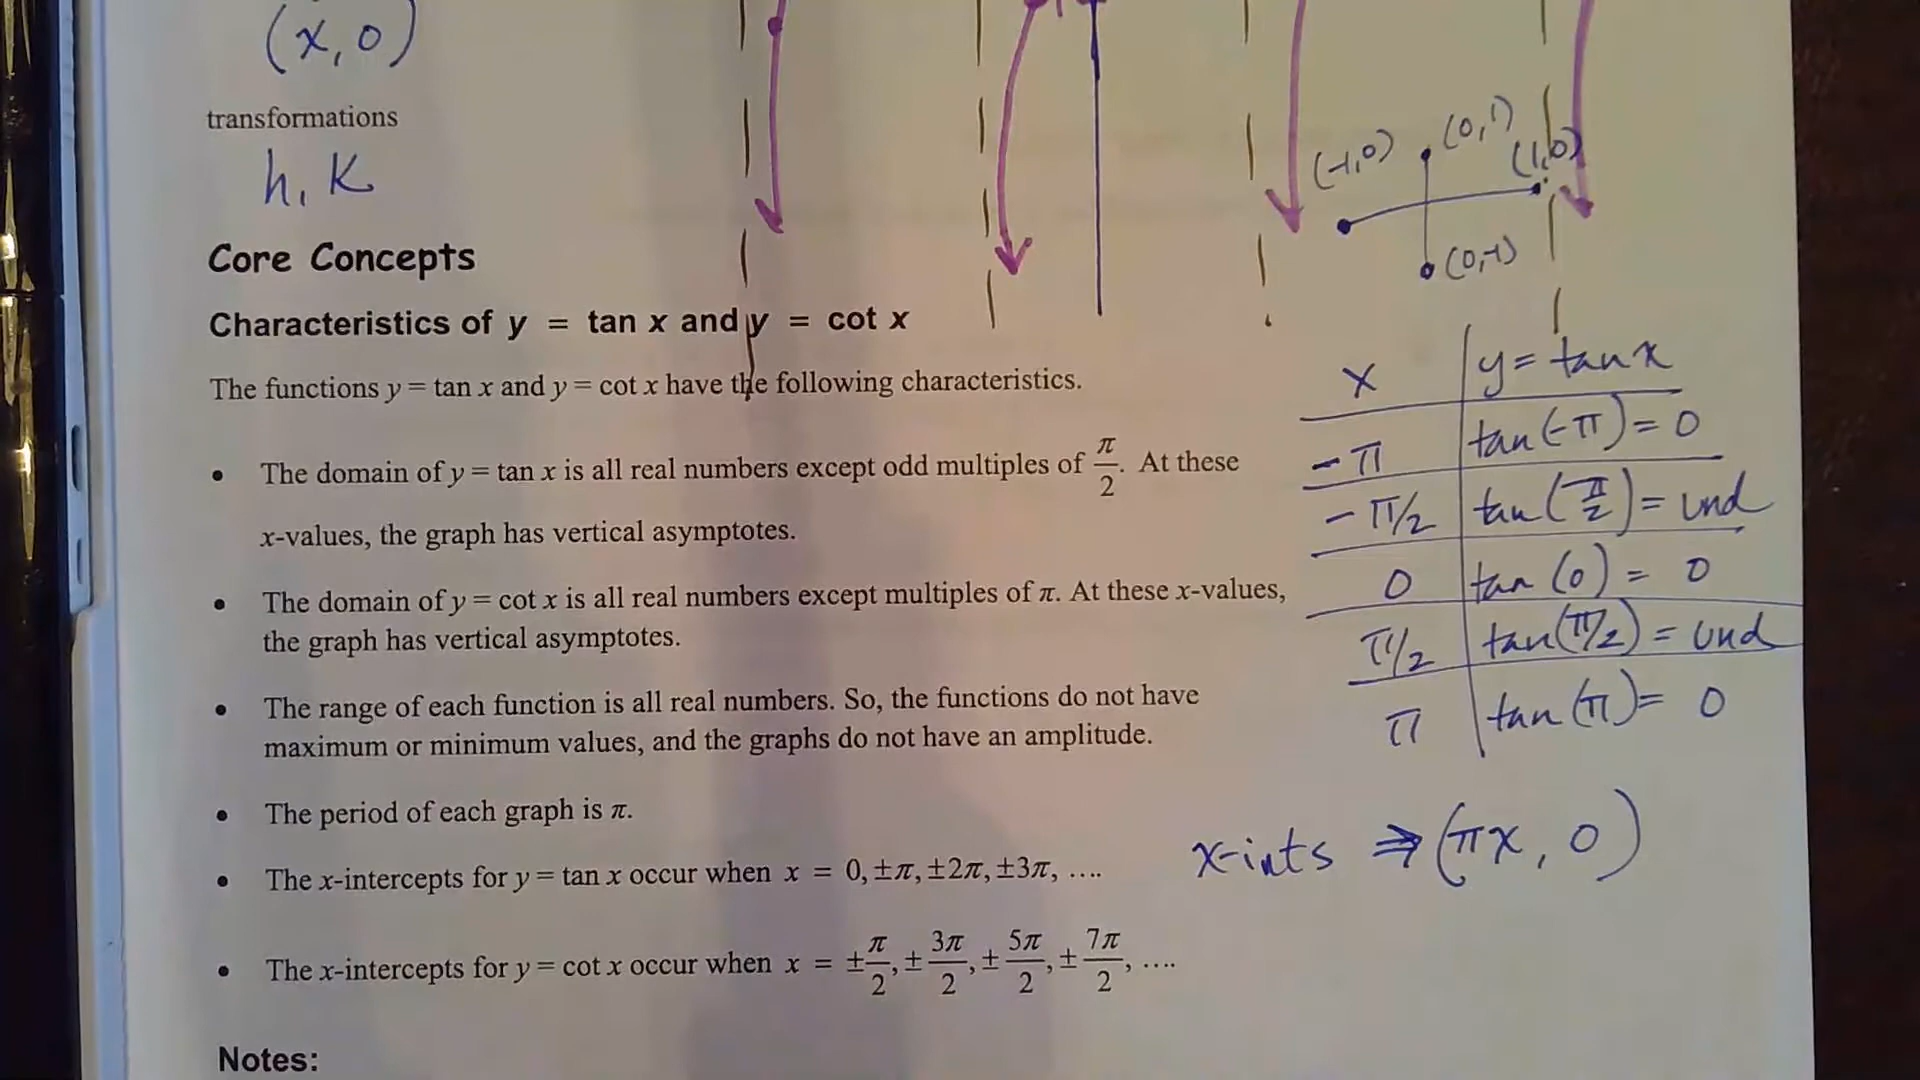 (x, 0)
transformations
h, K
(-1,0)
(0,1)
(1,0)
(0,-1)
Core Concepts
Characteristics of y = tan x and y = cot x
The functions y = tan x and y = cot x have the following characteristics.
• The domain of y = tan x is all real numbers except odd multiples of π/2. At these
x-values, the graph has vertical asymptotes.
• The domain of y = cot x is all real numbers except multiples of π. At these x-values,
the graph has vertical asymptotes.
• The range of each function is all real numbers. So, the functions do not have
maximum or minimum values, and the graphs do not have an amplitude.
• The period of each graph is π.
• The x-intercepts for y = tan x occur when x = 0, ±π, ±2π, ±3π, ….
• The x-intercepts for y = cot x occur when x = ±π/2, ±3π/2, ±5π/2, ±7π/2, ….
x | y = tan x
-π | tan(-π) = 0
-π/2 | tan(π/2) = und
0 | tan(0) = 0
π/2 | tan(π/2) = und
π | tan(π) = 0
x-ints ⇒ (πx, 0)
Notes: